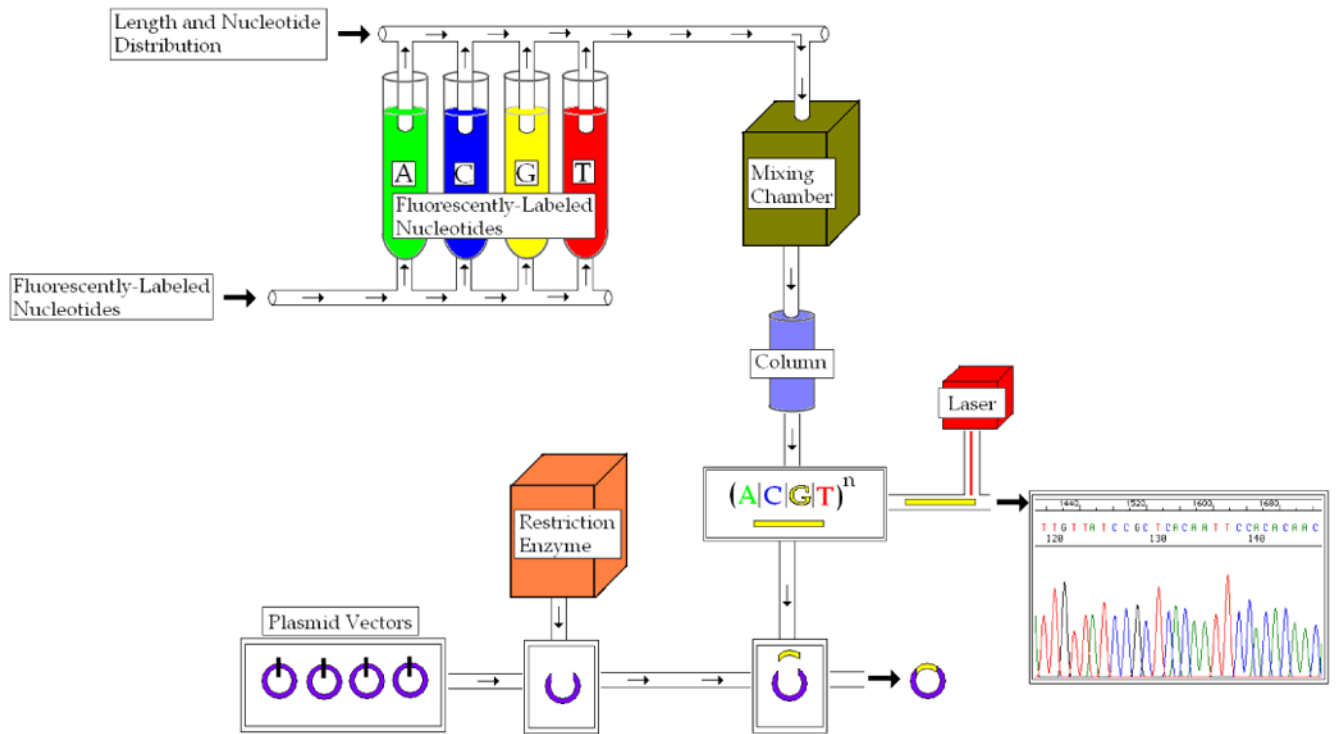 Length and Nucleotide
Distribution
A C G T
Fluorescently-Labeled
Nucleotides
Mixing
Chamber
Fluorescently-Labeled
Nucleotides
Column
Laser
(A|C|G|T)n
Restriction
Enzyme
1440 1520 1600 1680
TTGTTATCCGCTCACAATTCCACACAAC
120 130 140
Plasmid Vectors